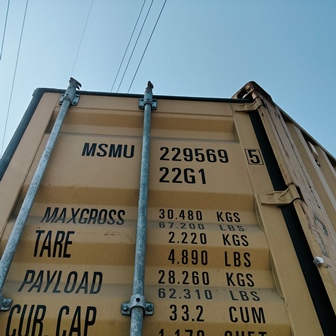 MSMU 229569 5
22G1
MAXGROSS 30.480 KGS
67.200 LBS
TARE 2.220 KGS
4.890 LBS
PAYLOAD 28.260 KGS
62.310 LBS
CUB. CAP 33.2 CUM